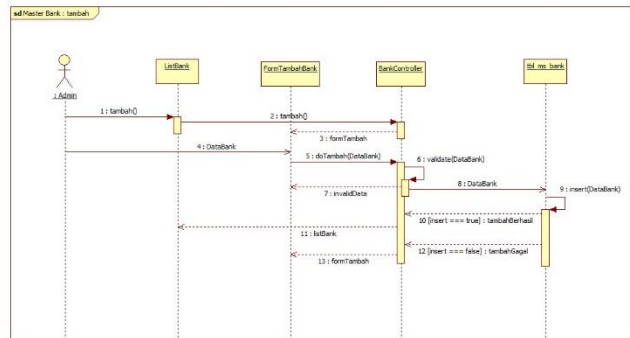 sd Master Bank : tambah
ListBank
FormTambahBank
BankController
tbl_ms_bank
: Admin
1 : tambah()
2 : tambah()
3 : formTambah
4 : DataBank
5 : doTambah(DataBank)
6 : validate(DataBank)
7 : invalidData
8 : DataBank
9 : insert(DataBank)
10 [insert === true] : tambahBerhasil
11 : listBank
12 [insert === false] : tambahGagal
13 : formTambah